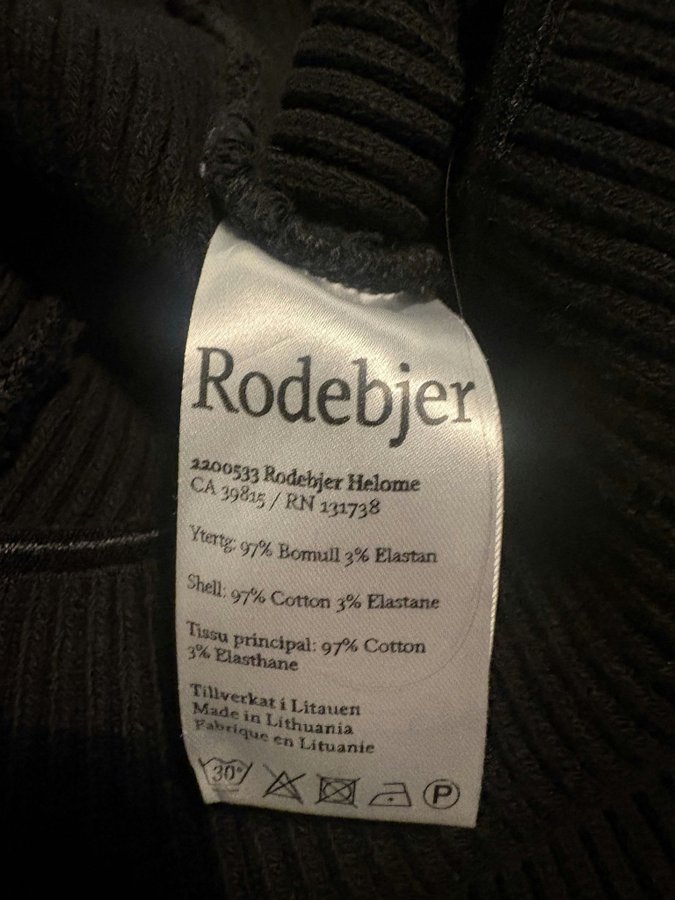 Rodebjer
2200533 Rodebjer Helome
CA 39815 / RN 131738
Ytertg: 97% Bomull 3% Elastan
Shell: 97% Cotton 3% Elastane
Tissu principal: 97% Cotton
3% Elasthane
Tillverkat i Litauen
Made in Lithuania
Fabrique en Lituanie
30° P